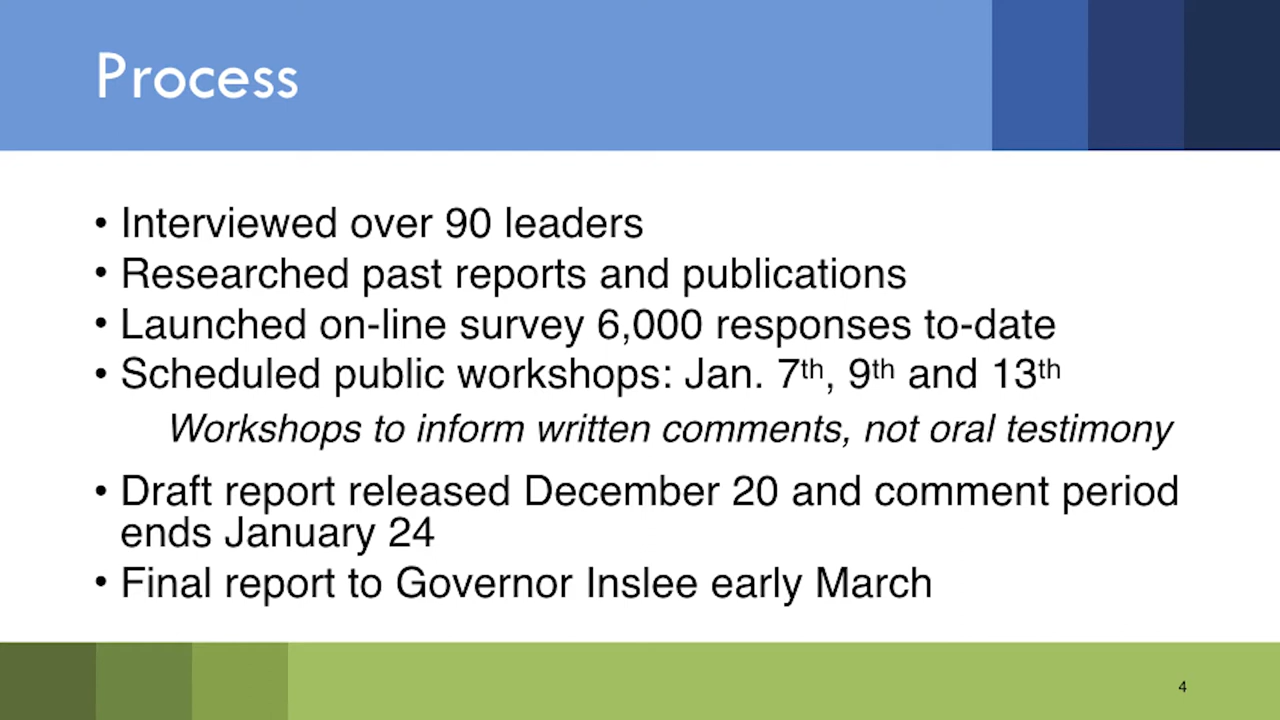 Process
• Interviewed over 90 leaders
• Researched past reports and publications
• Launched on-line survey 6,000 responses to-date
• Scheduled public workshops: Jan. 7th, 9th and 13th
Workshops to inform written comments, not oral testimony
• Draft report released December 20 and comment period
ends January 24
• Final report to Governor Inslee early March
4